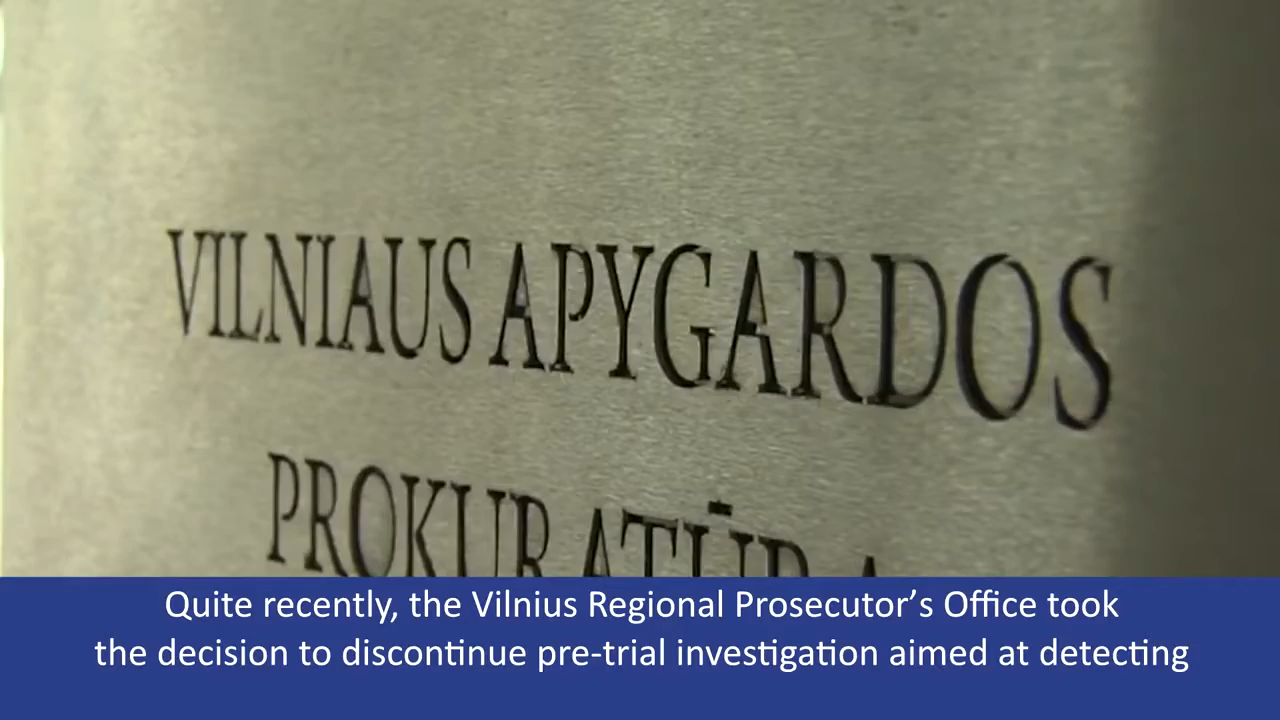 VILNIAUS APYGARDOS
PROKURATŪRA
Quite recently, the Vilnius Regional Prosecutor’s Office took
the decision to discontinue pre-trial investigation aimed at detecting